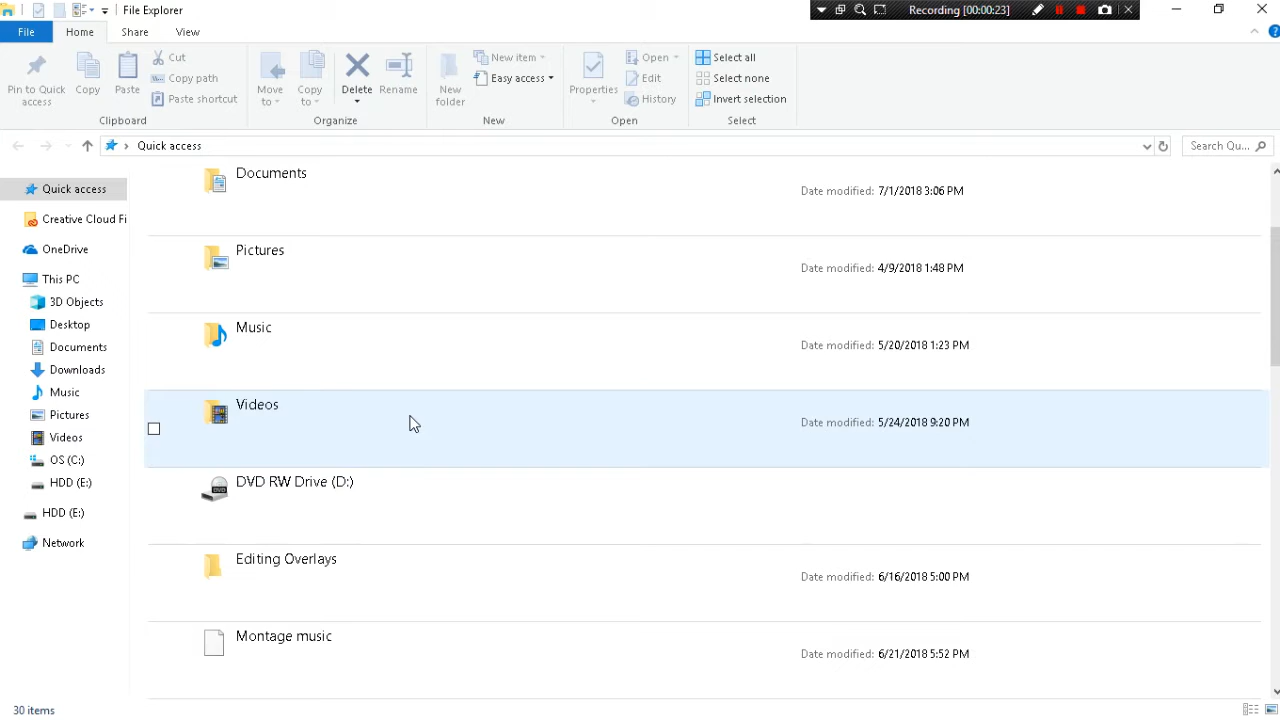 File Explorer
Recording [00:00:23]
File
Home
Share
View
Pin to Quick access
Copy
Paste
Cut
Copy path
Paste shortcut
Clipboard
Move to
Copy to
Delete
Rename
Organize
New folder
New item
Easy access
New
Properties
Open
Edit
History
Open
Select all
Select none
Invert selection
Select
Quick access
Search Qu...
Quick access
Creative Cloud Fi
OneDrive
This PC
3D Objects
Desktop
Documents
Downloads
Music
Pictures
Videos
OS (C:)
HDD (E:)
HDD (E:)
Network
Documents
Date modified: 7/1/2018 3:06 PM
Pictures
Date modified: 4/9/2018 1:48 PM
Music
Date modified: 5/20/2018 1:23 PM
Videos
Date modified: 5/24/2018 9:20 PM
DVD RW Drive (D:)
Editing Overlays
Date modified: 6/16/2018 5:00 PM
Montage music
Date modified: 6/21/2018 5:52 PM
30 items